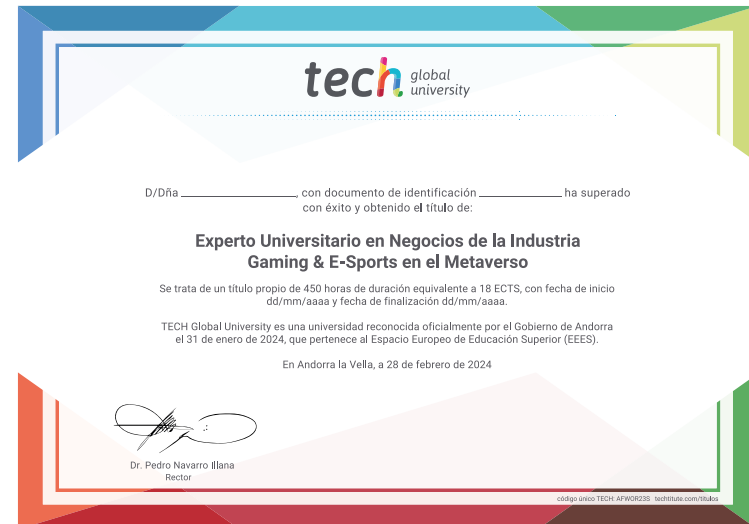 tech global
university
D/Dña ____________________, con documento de identificación ______________ ha superado
con éxito y obtenido el título de:
Experto Universitario en Negocios de la Industria
Gaming & E-Sports en el Metaverso
Se trata de un título propio de 450 horas de duración equivalente a 18 ECTS, con fecha de inicio
dd/mm/aaaa y fecha de finalización dd/mm/aaaa.
TECH Global University es una universidad reconocida oficialmente por el Gobierno de Andorra
el 31 de enero de 2024, que pertenece al Espacio Europeo de Educación Superior (EEES).
En Andorra la Vella, a 28 de febrero de 2024
Dr. Pedro Navarro Illana
Rector
código único TECH: AFWOR23S techtitute.com/titulos